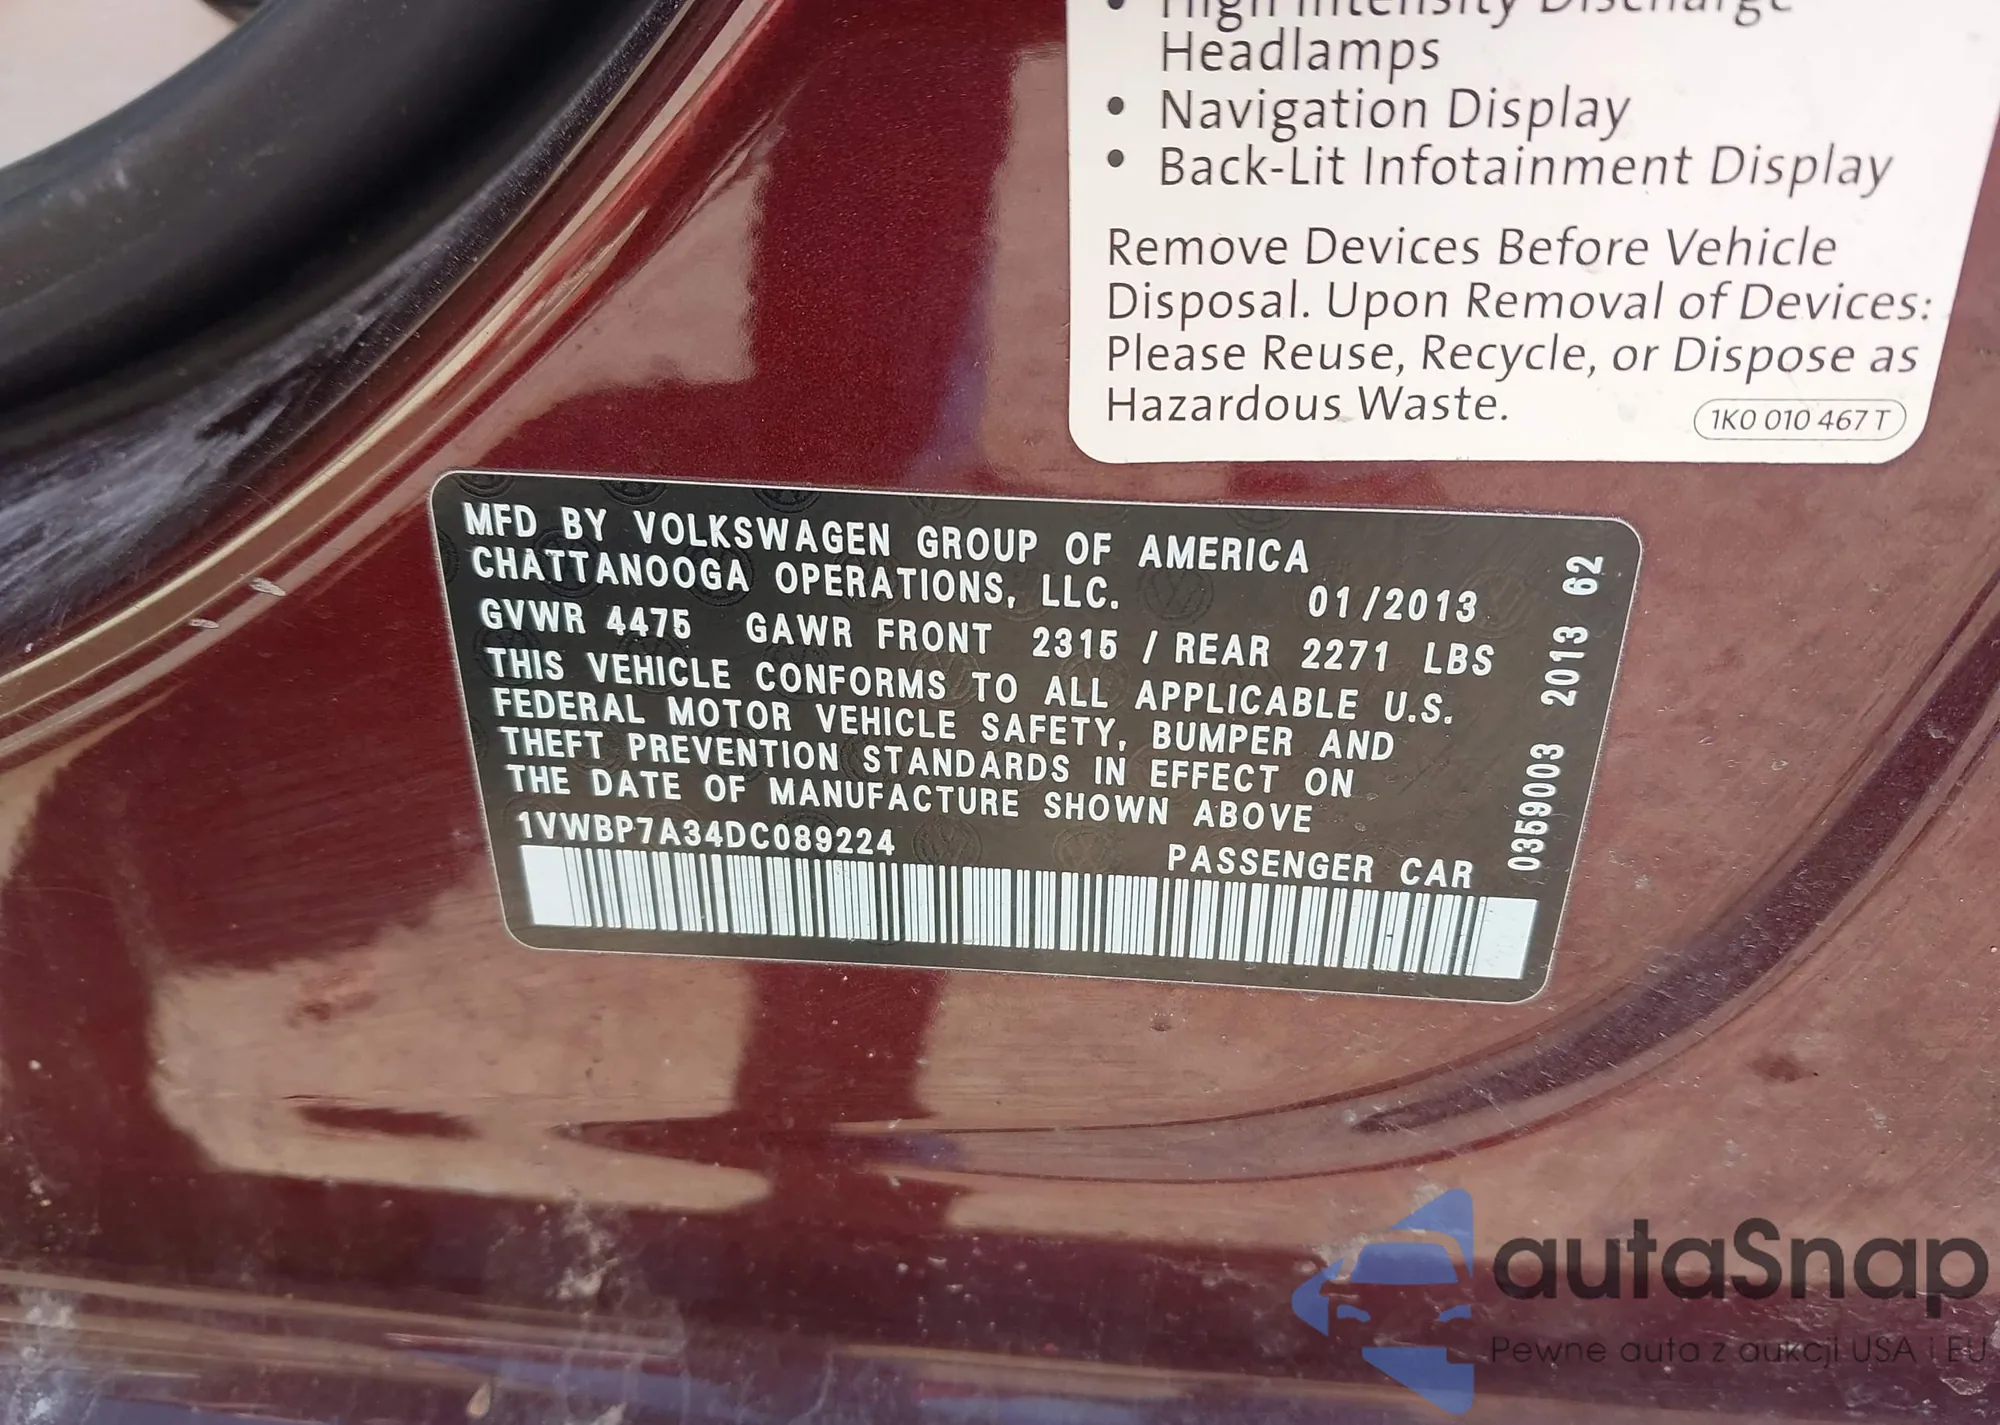 • High Intensity Discharge
Headlamps
• Navigation Display
• Back-Lit Infotainment Display
Remove Devices Before Vehicle
Disposal. Upon Removal of Devices:
Please Reuse, Recycle, or Dispose as
Hazardous Waste.
1K0 010 467 T
MFD BY VOLKSWAGEN GROUP OF AMERICA
CHATTANOOGA OPERATIONS, LLC. 01/2013
GVWR 4475 GAWR FRONT 2315 / REAR 2271 LBS
THIS VEHICLE CONFORMS TO ALL APPLICABLE U.S.
FEDERAL MOTOR VEHICLE SAFETY, BUMPER AND
THEFT PREVENTION STANDARDS IN EFFECT ON
THE DATE OF MANUFACTURE SHOWN ABOVE
1VWBP7A34DC089224 PASSENGER CAR
0359003 2013 62
autaSnap
Pewne auta z aukcji USA i EU